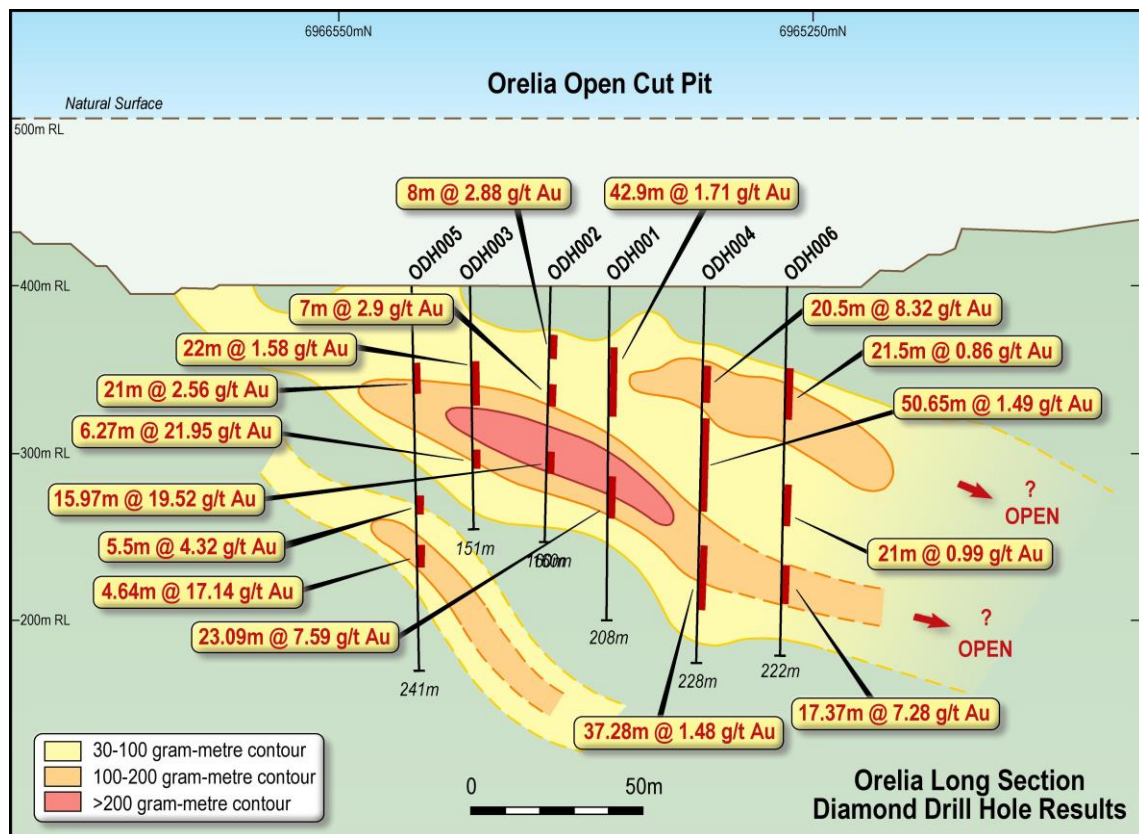 6966550mN
6965250mN
Orelia Open Cut Pit
Natural Surface
500m RL
8m @ 2.88 g/t Au
42.9m @ 1.71 g/t Au
ODH005
ODH003
ODH002
ODH001
ODH004
ODH006
400m RL
7m @ 2.9 g/t Au
20.5m @ 8.32 g/t Au
22m @ 1.58 g/t Au
21.5m @ 0.86 g/t Au
21m @ 2.56 g/t Au
50.65m @ 1.49 g/t Au
6.27m @ 21.95 g/t Au
300m RL
15.97m @ 19.52 g/t Au
?
OPEN
5.5m @ 4.32 g/t Au
151m
21m @ 0.99 g/t Au
4.64m @ 17.14 g/t Au
200m RL
23.09m @ 7.59 g/t Au
208m
?
OPEN
241m
228m
222m
37.28m @ 1.48 g/t Au
17.37m @ 7.28 g/t Au
30-100 gram-metre contour
100-200 gram-metre contour
>200 gram-metre contour
0
50m
Orelia Long Section
Diamond Drill Hole Results